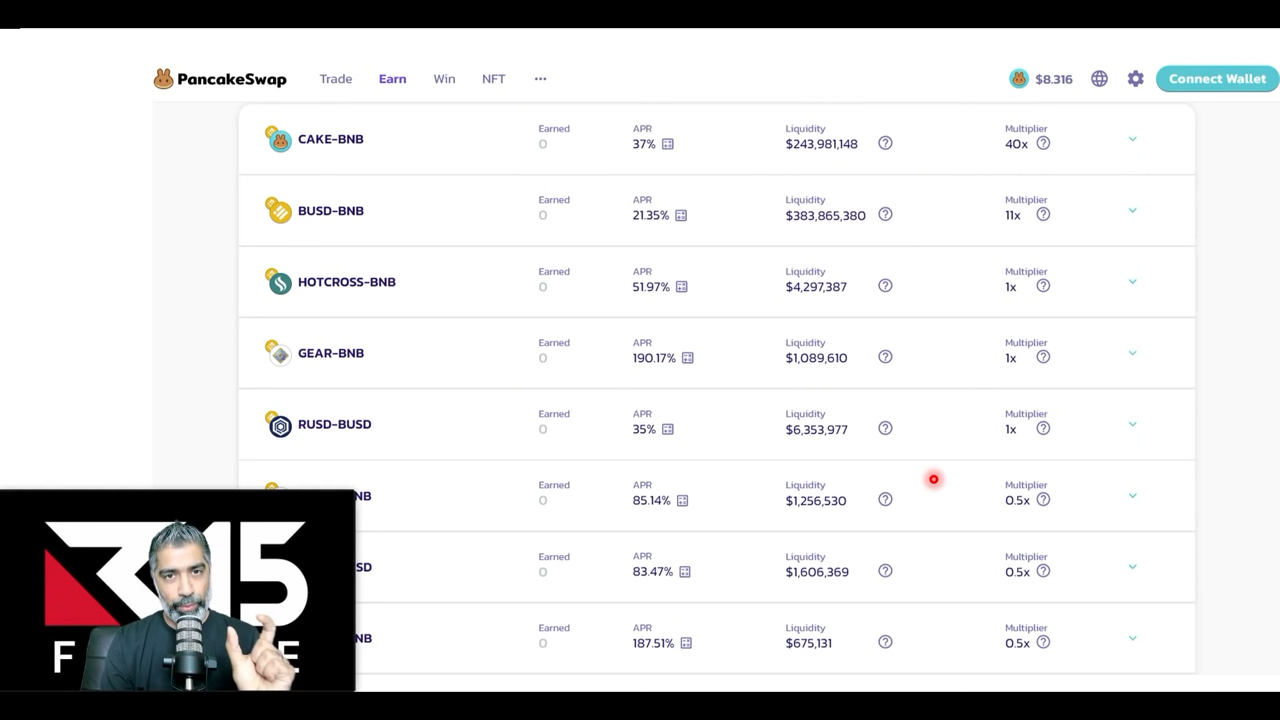 PancakeSwap Trade Earn Win NFT ... $8.316 Connect Wallet
Earned APR Liquidity Multiplier
CAKE-BNB 0 37% $243,981,148 40x
Earned APR Liquidity Multiplier
BUSD-BNB 0 21.35% $383,865,380 11x
Earned APR Liquidity Multiplier
HOTCROSS-BNB 0 51.97% $4,297,387 1x
Earned APR Liquidity Multiplier
GEAR-BNB 0 190.17% $1,089,610 1x
Earned APR Liquidity Multiplier
RUSD-BUSD 0 35% $6,353,977 1x
Earned APR Liquidity Multiplier
NB 0 85.14% $1,256,530 0.5x
Earned APR Liquidity Multiplier
SD 0 83.47% $1,606,369 0.5x
Earned APR Liquidity Multiplier
NB 0 187.51% $675,131 0.5x